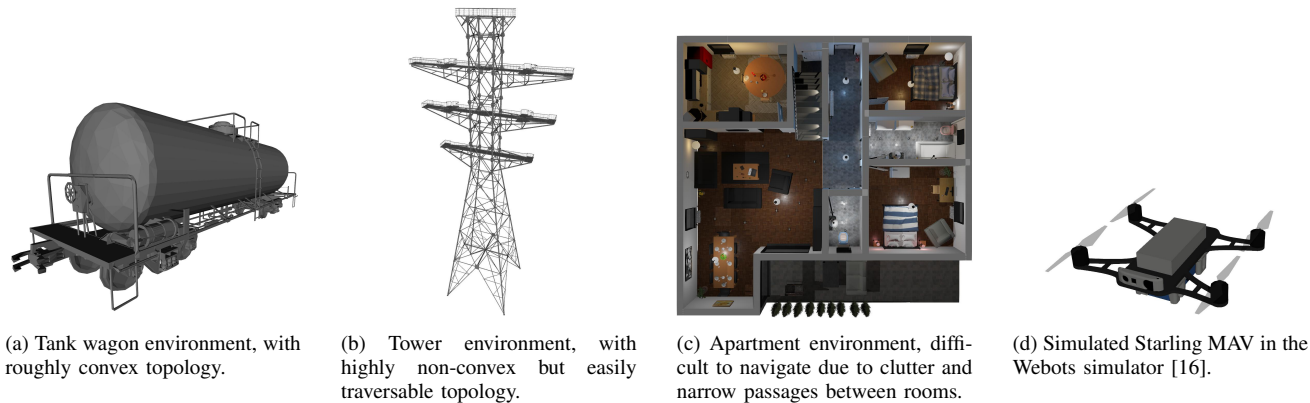 (a) Tank wagon environment, with
roughly convex topology.
(b) Tower environment, with
highly non-convex but easily
traversable topology.
(c) Apartment environment, diffi-
cult to navigate due to clutter and
narrow passages between rooms.
(d) Simulated Starling MAV in the
Webots simulator [16].